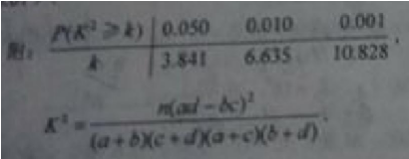 附：
P(K² ≥ k) 0.050 0.010 0.001
k 3.841 6.635 10.828 ,
K² = n(ad - bc)² / (a + b)(c + d)(a + c)(b + d) .